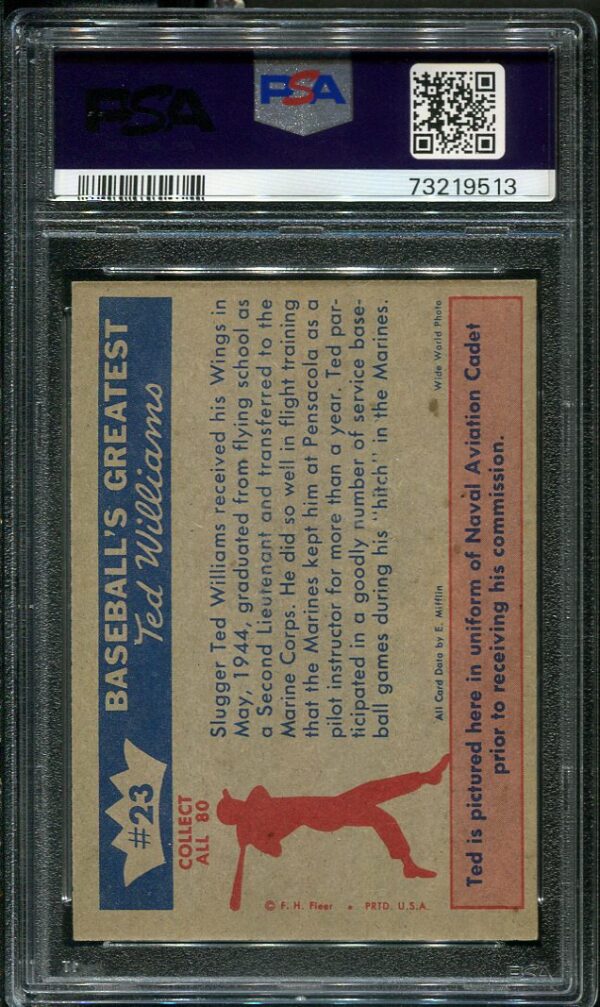 PSA
PSA
73219513
#23
BASEBALL'S GREATEST
Ted Williams
COLLECT
ALL 80
Slugger Ted Williams received his Wings in
May, 1944, graduated from flying school as
a Second Lieutenant and transferred to the
Marine Corps. He did so well in flight training
that the Marines kept him at Pensacola as a
pilot instructor for more than a year. Ted par-
ticipated in a goodly number of service base-
ball games during his "hitch" in the Marines.
© F. H. Fleer • PRTD. U.S.A.
All Card Data by E. Mifflin
Wide World Photo
Ted is pictured here in uniform of Naval Aviation Cadet
prior to receiving his commission.
PSA